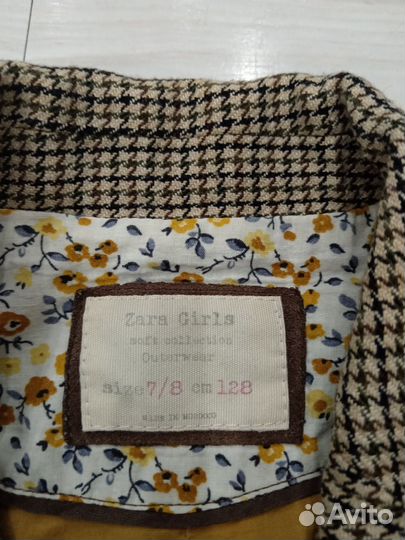 Zara Girls
soft collection
Outerwear
size 7/8 cm 128
MADE IN MOROCCO
Avito